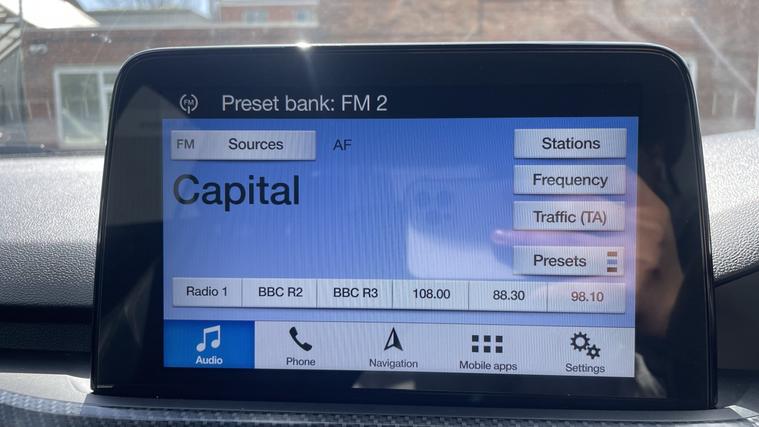 FM Preset bank: FM 2
FM Sources AF Stations
Capital
Frequency
Traffic (TA)
Presets
Radio 1 BBC R2 BBC R3 108.00 88.30 98.10
Audio Phone Navigation Mobile apps Settings